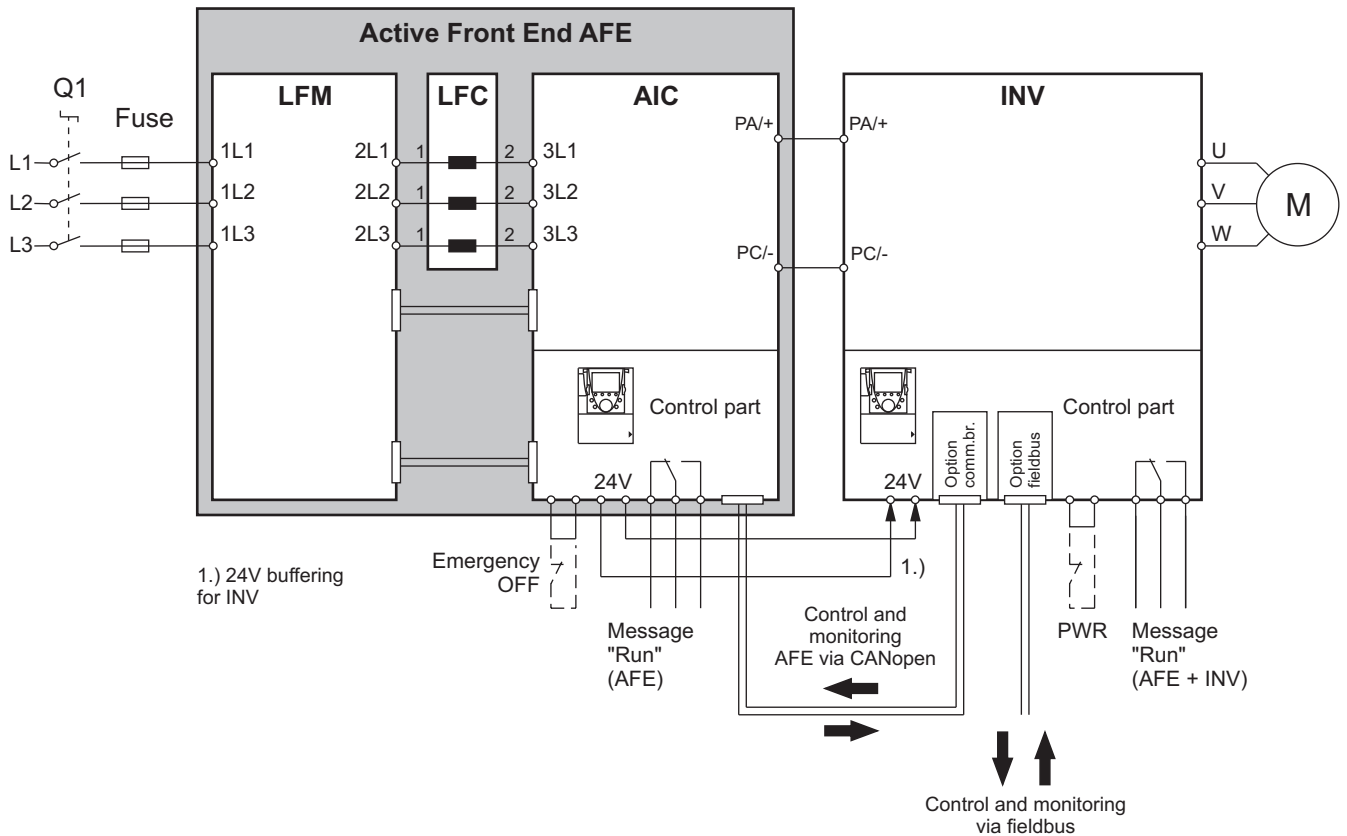 Active Front End AFE
Q1
Fuse
LFM
LFC
AIC
INV
PA/+
PA/+
L1
1L1
2L1
1
2
3L1
U
L2
1L2
2L2
1
2
3L2
V
M
L3
1L3
2L3
1
2
3L3
W
PC/-
PC/-
Control part
Control part
Option
comm.br.
Option
fieldbus
24V
24V
Emergency
OFF
1.)
1.) 24V buffering
for INV
Message
"Run"
(AFE)
Control and
monitoring
AFE via CANopen
PWR
Message
"Run"
(AFE + INV)
Control and monitoring
via fieldbus